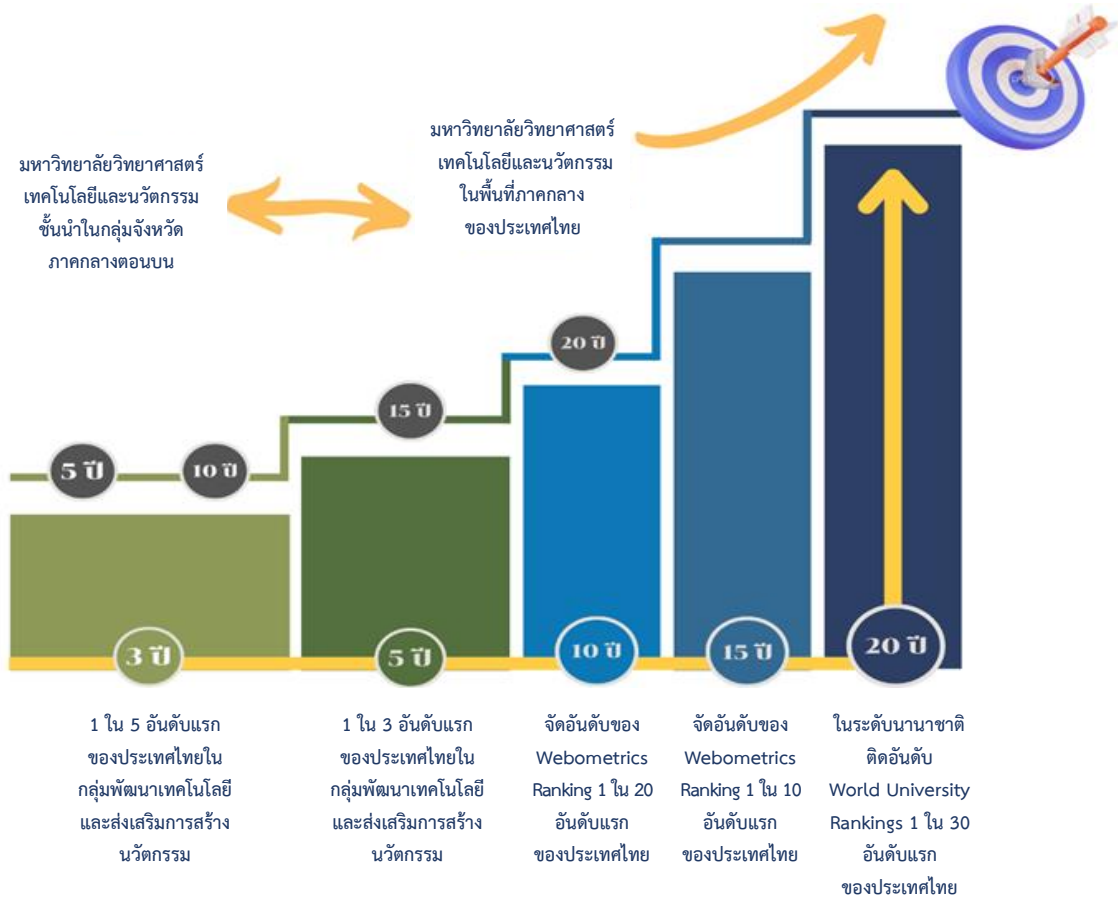 มหาวิทยาลัยวิทยาศาสตร์
เทคโนโลยีและนวัตกรรม
ชั้นนำในกลุ่มจังหวัด
ภาคกลางตอนบน
มหาวิทยาลัยวิทยาศาสตร์
เทคโนโลยีและนวัตกรรม
ในพื้นที่ภาคกลาง
ของประเทศไทย
5 ปี
10 ปี
15 ปี
20 ปี
3 ปี
5 ปี
10 ปี
15 ปี
20 ปี
1 ใน 5 อันดับแรก
ของประเทศไทยใน
กลุ่มพัฒนาเทคโนโลยี
และส่งเสริมการสร้าง
นวัตกรรม
1 ใน 3 อันดับแรก
ของประเทศไทยใน
กลุ่มพัฒนาเทคโนโลยี
และส่งเสริมการสร้าง
นวัตกรรม
จัดอันดับของ
Webometrics
Ranking 1 ใน 20
อันดับแรก
ของประเทศไทย
จัดอันดับของ
Webometrics
Ranking 1 ใน 10
อันดับแรก
ของประเทศไทย
ในระดับนานาชาติ
ติดอันดับ
World University
Rankings 1 ใน 30
อันดับแรก
ของประเทศไทย